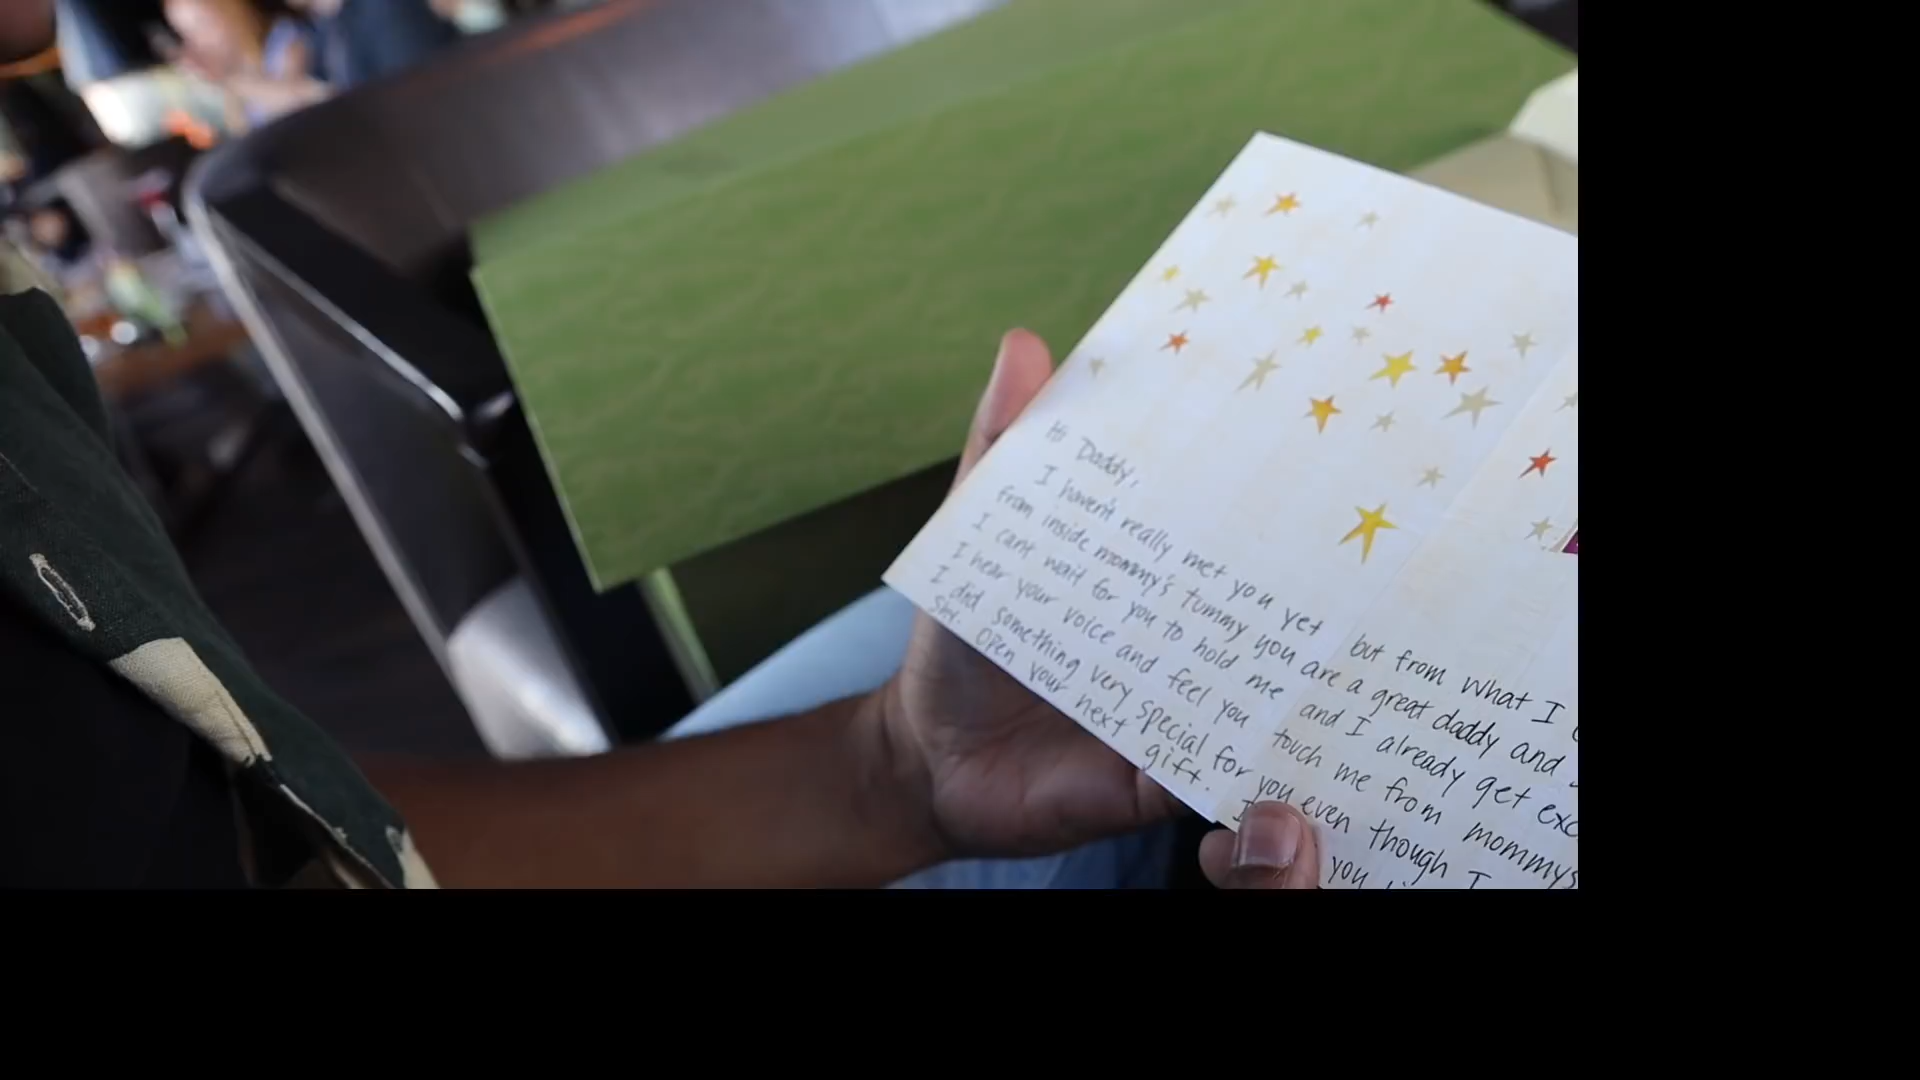 Hi Daddy,
I haven't really met you yet but from what I
from inside mommy's tummy you are a great daddy and
I can't wait for you to hold me and I already get exc
I hear your voice and feel you touch me from mommys
I did something very special for you even though I
shy. Open your next gift. I
you